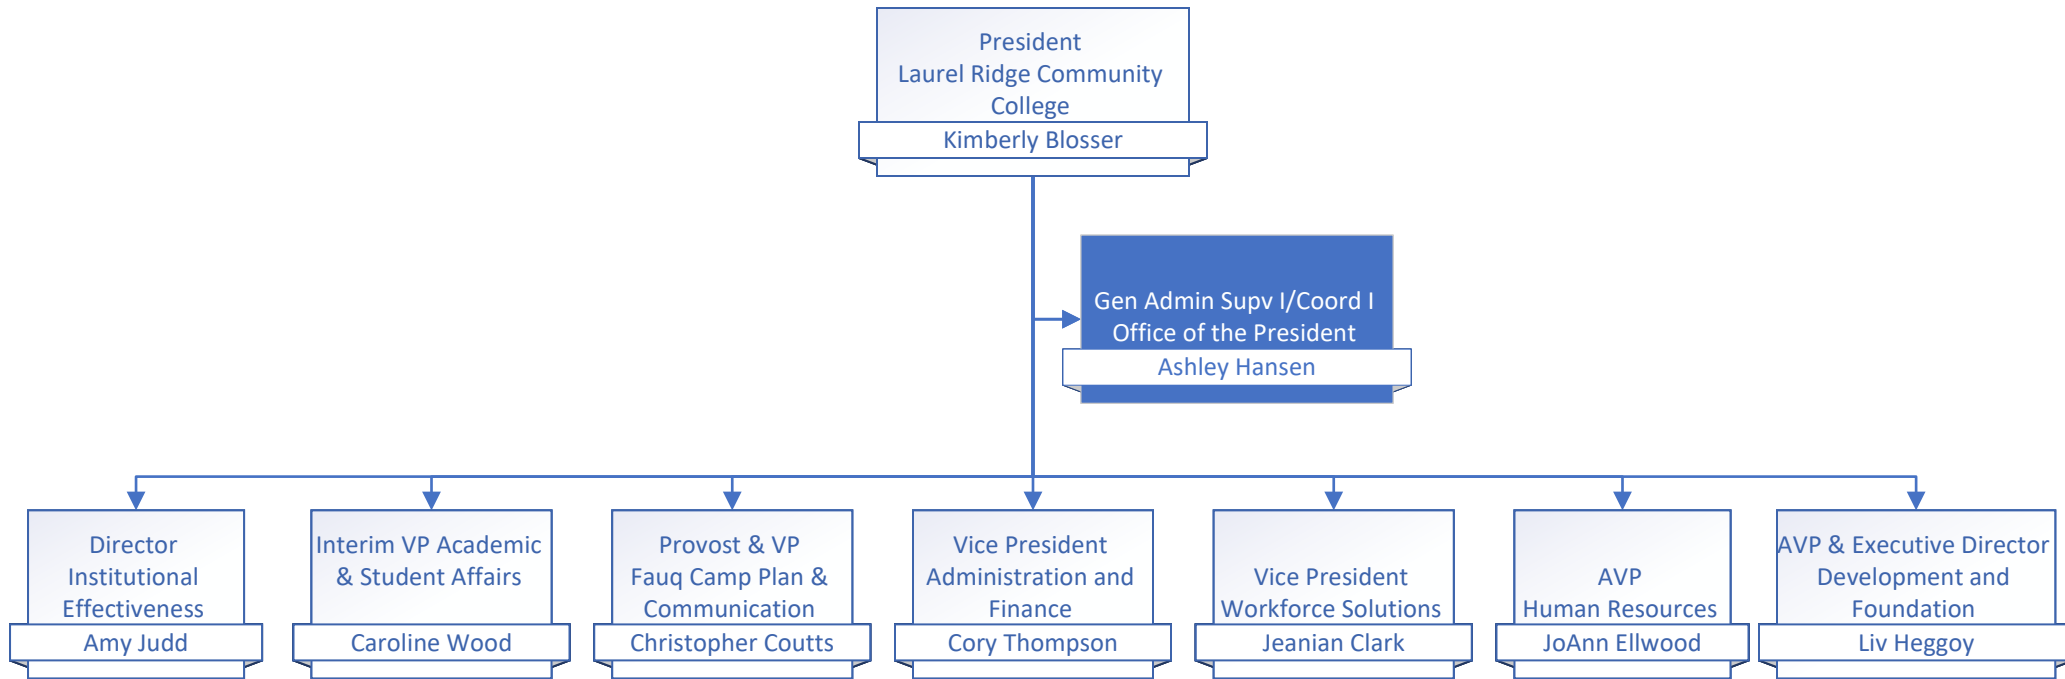 President
Laurel Ridge Community
College
Kimberly Blosser
Gen Admin Supv I/Coord I
Office of the President
Ashley Hansen
Director
Institutional
Effectiveness
Amy Judd
Interim VP Academic
& Student Affairs
Caroline Wood
Provost & VP
Fauq Camp Plan &
Communication
Christopher Coutts
Vice President
Administration and
Finance
Cory Thompson
Vice President
Workforce Solutions
Jeanian Clark
AVP
Human Resources
JoAnn Ellwood
AVP & Executive Director
Development and
Foundation
Liv Heggoy